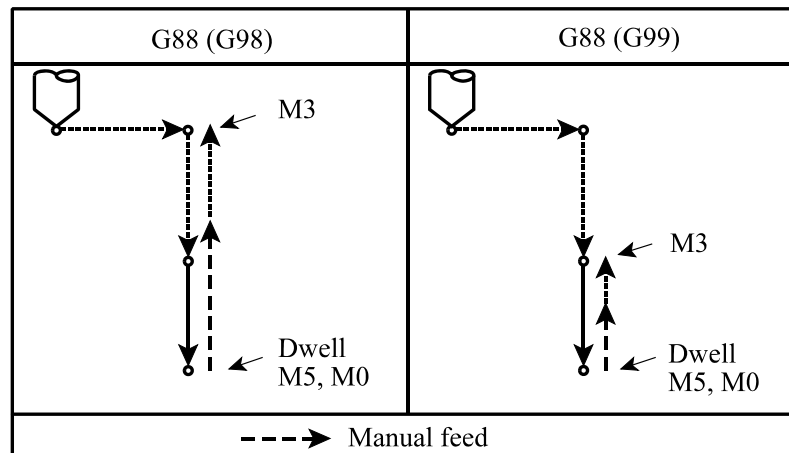 G88 (G98)
G88 (G99)
M3
Dwell
M5, M0
M3
Dwell
M5, M0
Manual feed